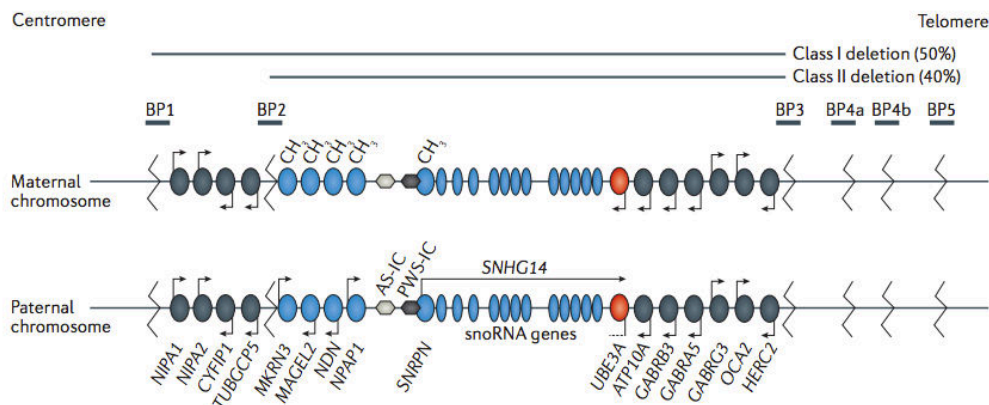 Centromere
Telomere
Class I deletion (50%)
Class II deletion (40%)
BP1
BP2
BP3
BP4a
BP4b
BP5
CH3
CH3
CH3
CH3
CH3
Maternal
chromosome
AS-IC
PWS-IC
SNHG14
Paternal
chromosome
snoRNA genes
NIPA1
NIPA2
CYFIP1
TUBGCP5
MKRN3
MAGEL2
NDN
NPAP1
SNRPN
UBE3A
ATP10A
GABRB3
GABRA5
GABRG3
OCA2
HERC2